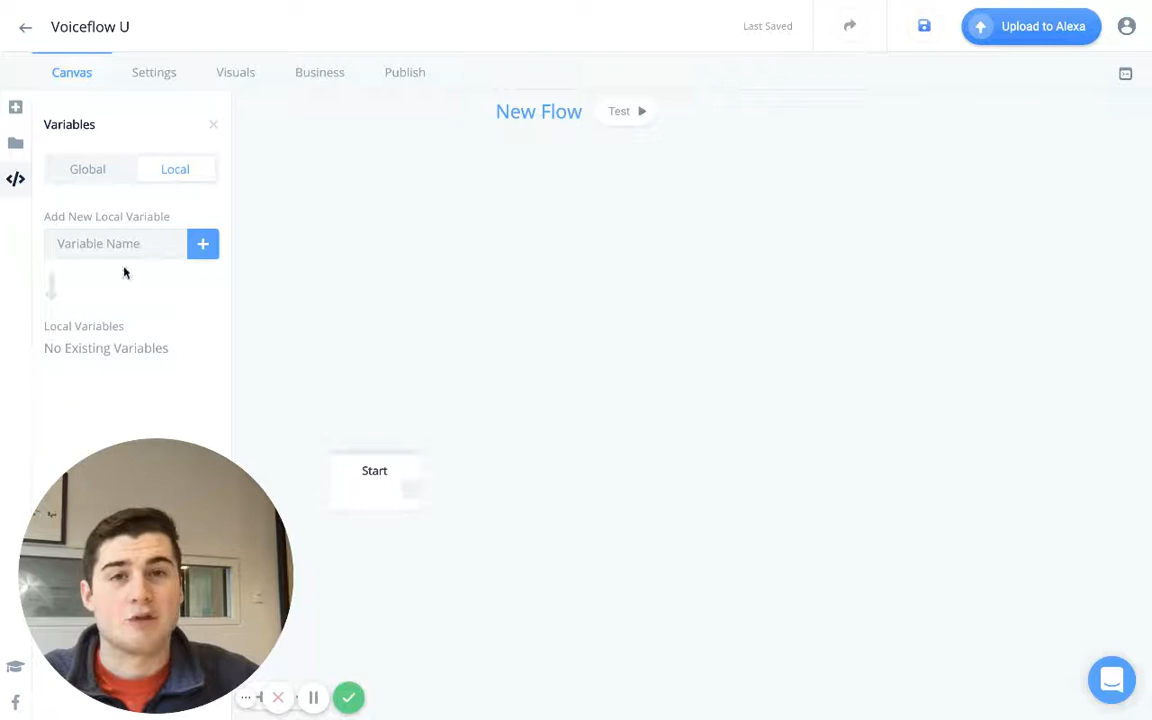 Voiceflow U
Last Saved
Upload to Alexa
Canvas
Settings
Visuals
Business
Publish
New Flow
Test
Variables
Global
Local
Add New Local Variable
Variable Name
+
Local Variables
No Existing Variables
Start